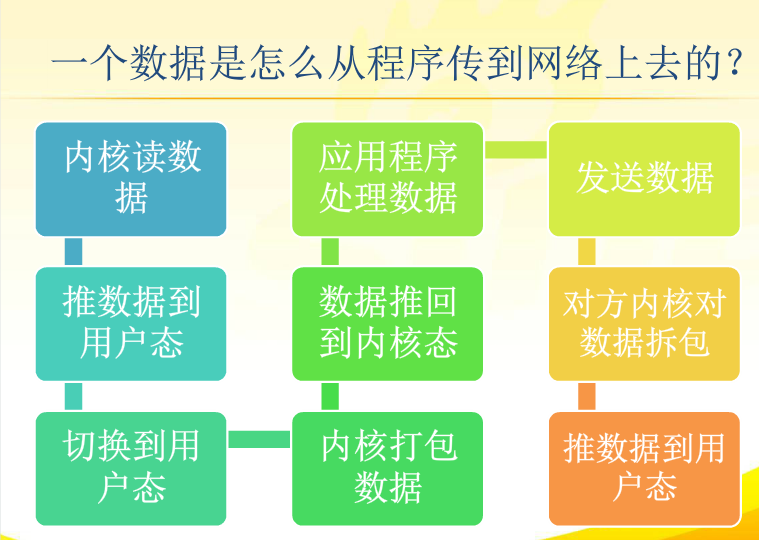 一个数据是怎么从程序传到网络上去的？
内核读数
据
推数据到
用户态
切换到用
户态
内核打包
数据
数据推回
到内核态
应用程序
处理数据
发送数据
对方内核对
数据拆包
推数据到用
户态